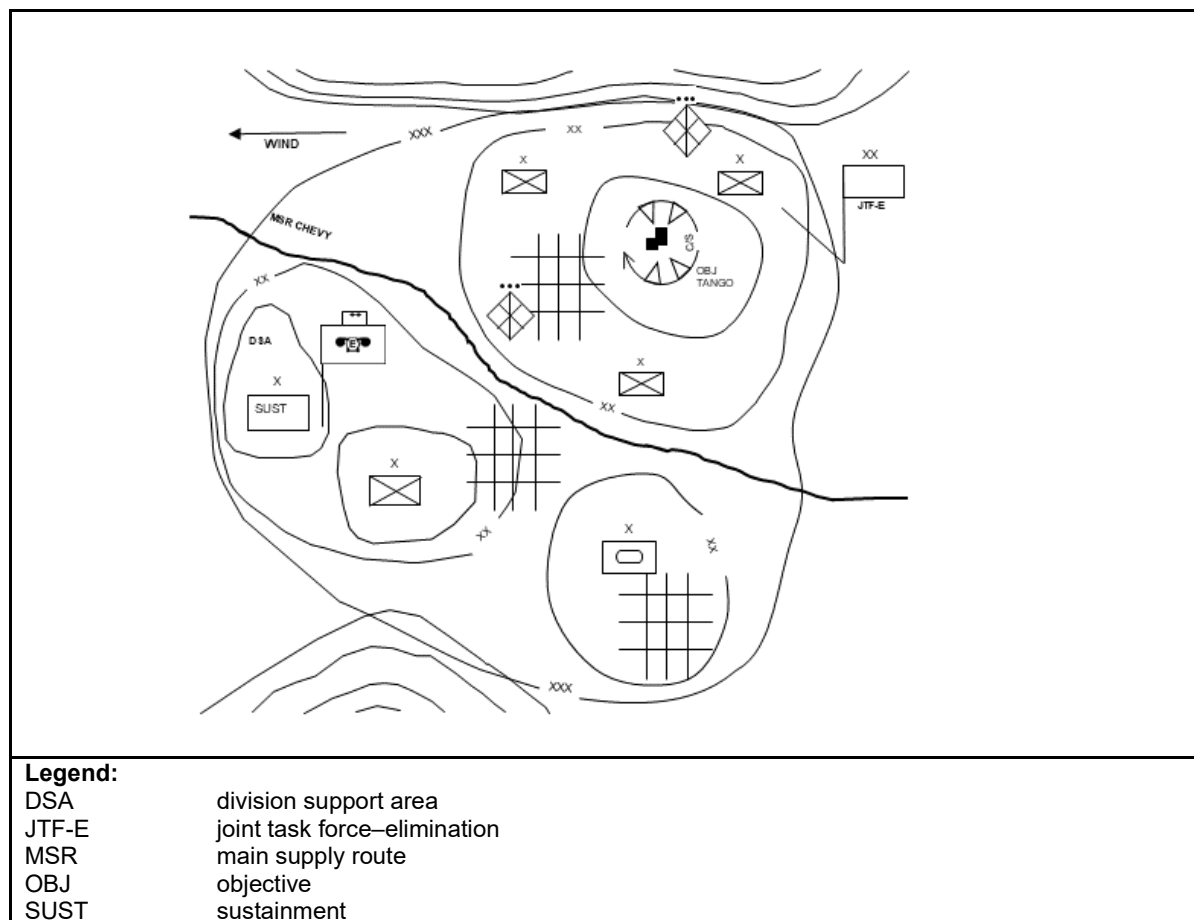 •••
XXX
XX
WIND
X
X
XX
JTF-E
C/S
OBJ
TANGO
MSR CHEVY
XX
•••
DSA
E
X
X
SUST
XX
X
X
XX
XX
XXX
Legend:
DSA division support area
JTF-E joint task force–elimination
MSR main supply route
OBJ objective
SUST sustainment